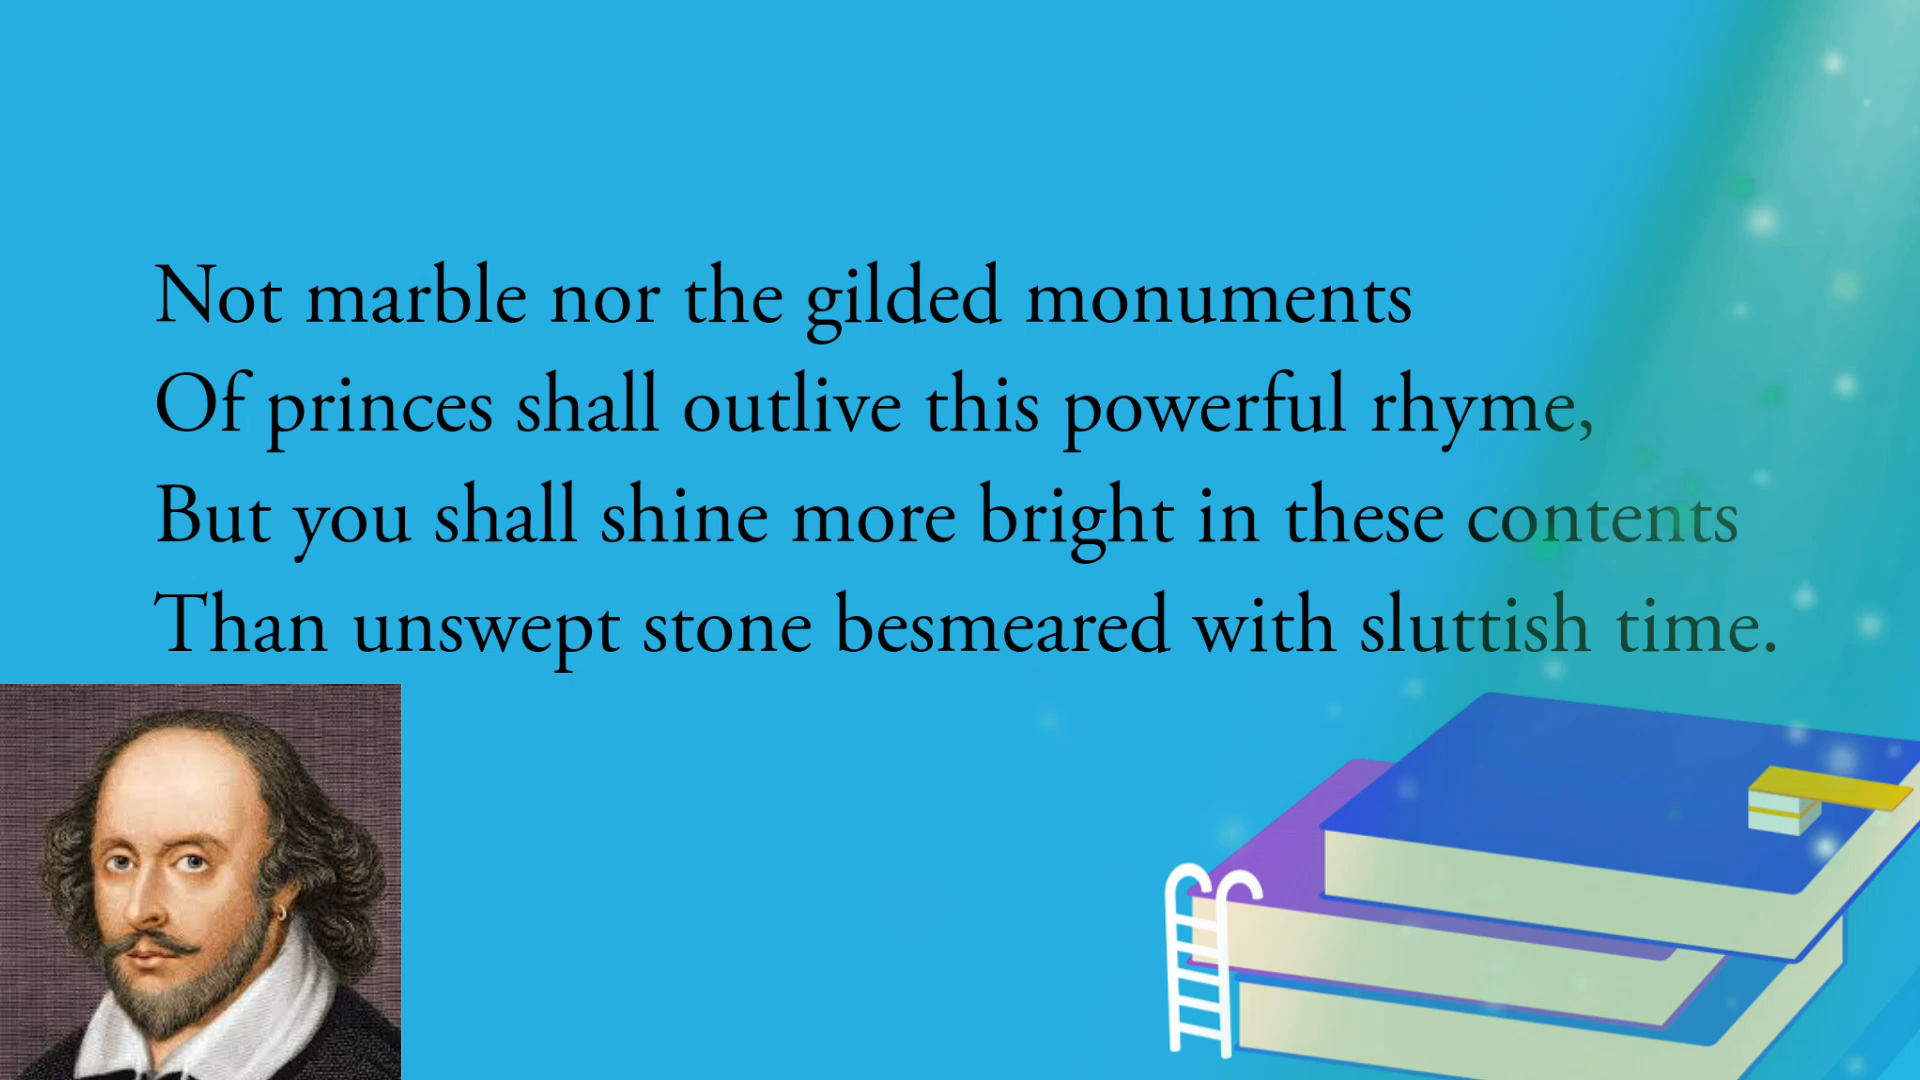 Not marble nor the gilded monuments
Of princes shall outlive this powerful rhyme,
But you shall shine more bright in these contents
Than unswept stone besmeared with sluttish time.